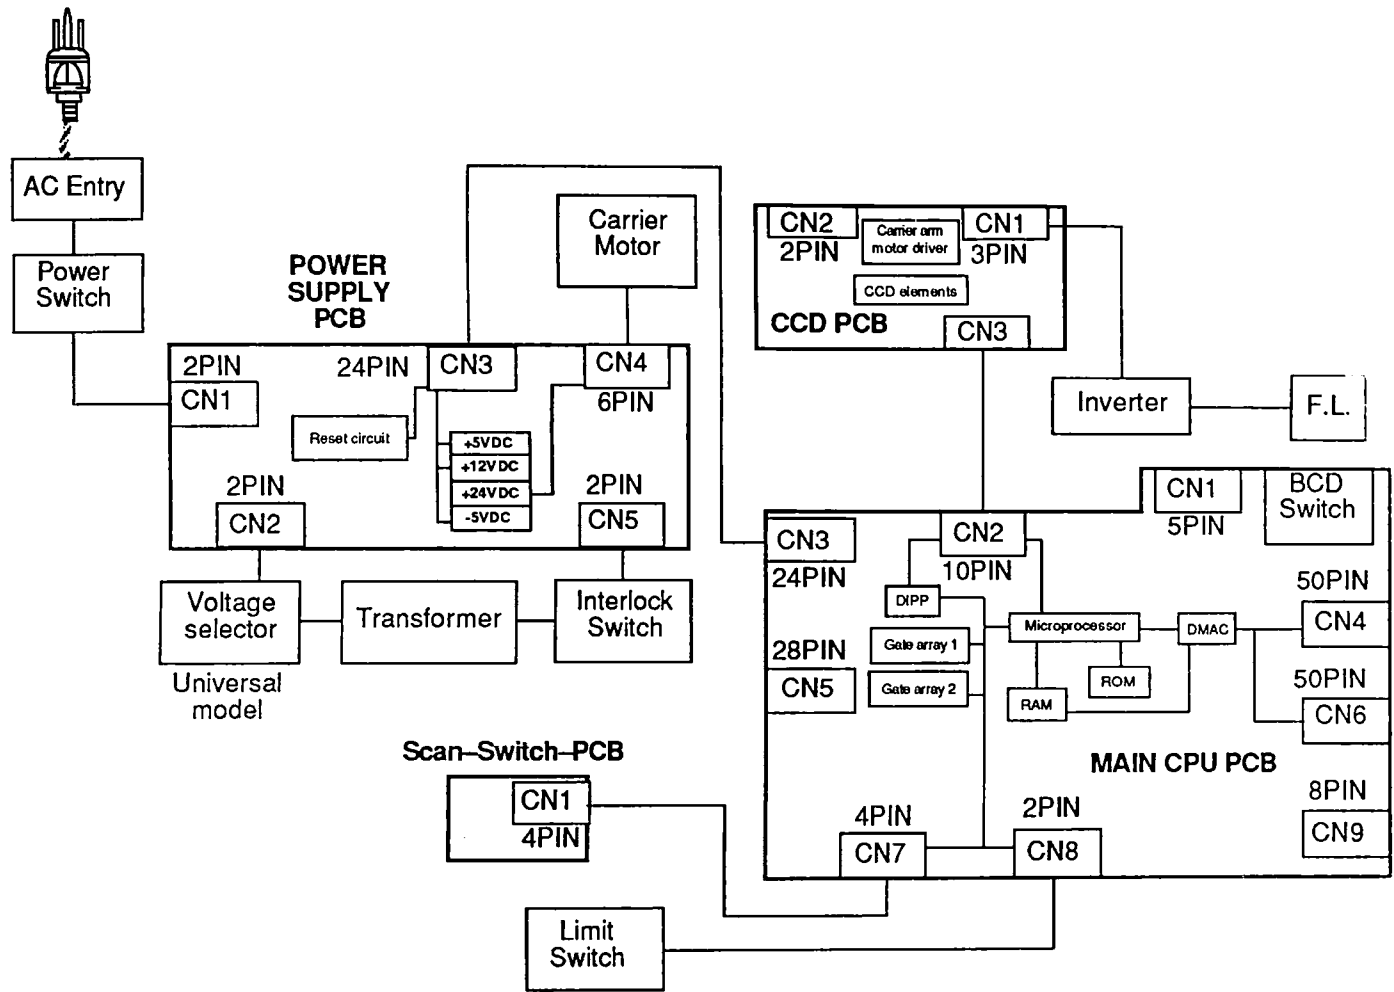 AC Entry
Power
Switch
POWER
SUPPLY
PCB
Carrier
Motor
2PIN
CN1
24PIN
CN3
CN4
6PIN
Reset circuit
+5VDC
+12VDC
+24VDC
-5VDC
2PIN
CN2
2PIN
CN5
Voltage
selector
Transformer
Interlock
Switch
Universal
model
CN2
2PIN
Carrier arm
motor driver
CN1
3PIN
CCD elements
CCD PCB
CN3
Inverter
F.L.
CN1
5PIN
BCD
Switch
CN3
24PIN
CN2
10PIN
DIPP
Microprocessor
DMAC
50PIN
CN4
Gate array 1
28PIN
CN5
Gate array 2
RAM
ROM
50PIN
CN6
MAIN CPU PCB
8PIN
CN9
4PIN
CN7
2PIN
CN8
Scan-Switch-PCB
CN1
4PIN
Limit
Switch